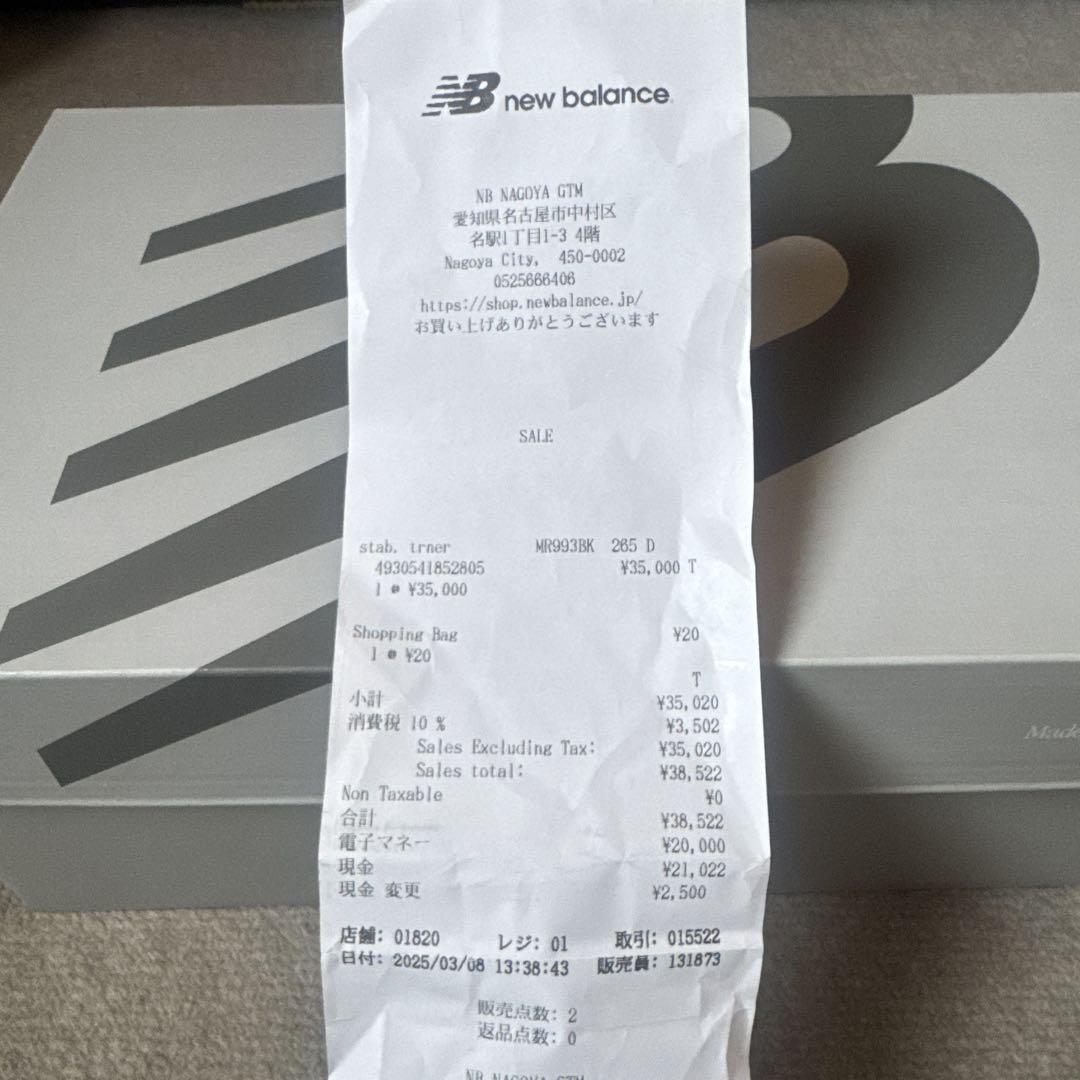 NB new balance
NB NAGOYA GTM
愛知県名古屋市中村区
名駅1丁目1-3 4階
Nagoya City, 450-0002
0525666406
https://shop.newbalance.jp/
お買い上げありがとうございます
SALE
stab. trner MR993BK 265 D
4930541852805 ¥35,000 T
1 @ ¥35,000
Shopping Bag ¥20
1 @ ¥20
T
小計 ¥35,020
消費税 10 % ¥3,502
Sales Excluding Tax: ¥35,020
Sales total: ¥38,522
Non Taxable ¥0
合計 ¥38,522
電子マネー ¥20,000
現金 ¥21,022
現金 変更 ¥2,500
店舗: 01820 レジ: 01 取引: 015522
日付: 2025/03/08 13:38:43 販売員: 131873
販売点数: 2
返品点数: 0
NB NAGOYA GTM
Made